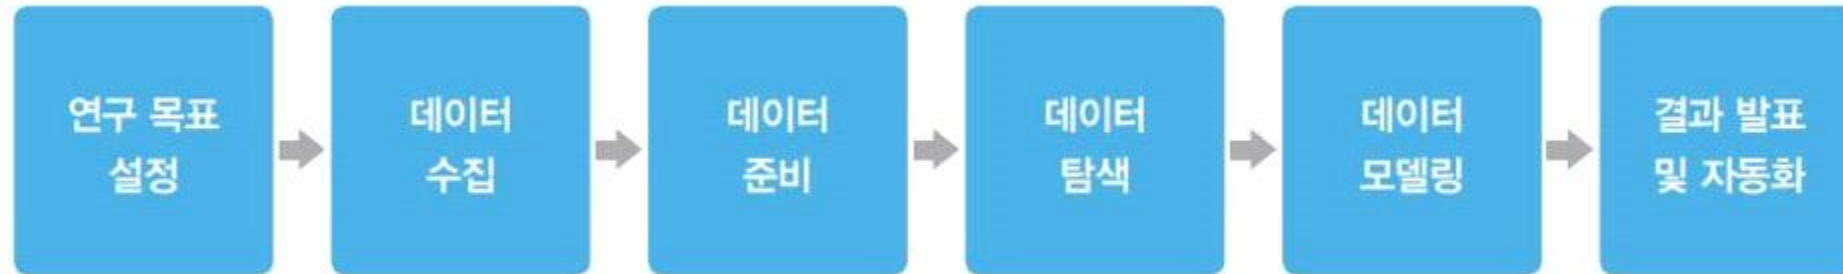 연구 목표
설정
데이터
수집
데이터
준비
데이터
탐색
데이터
모델링
결과 발표
및 자동화